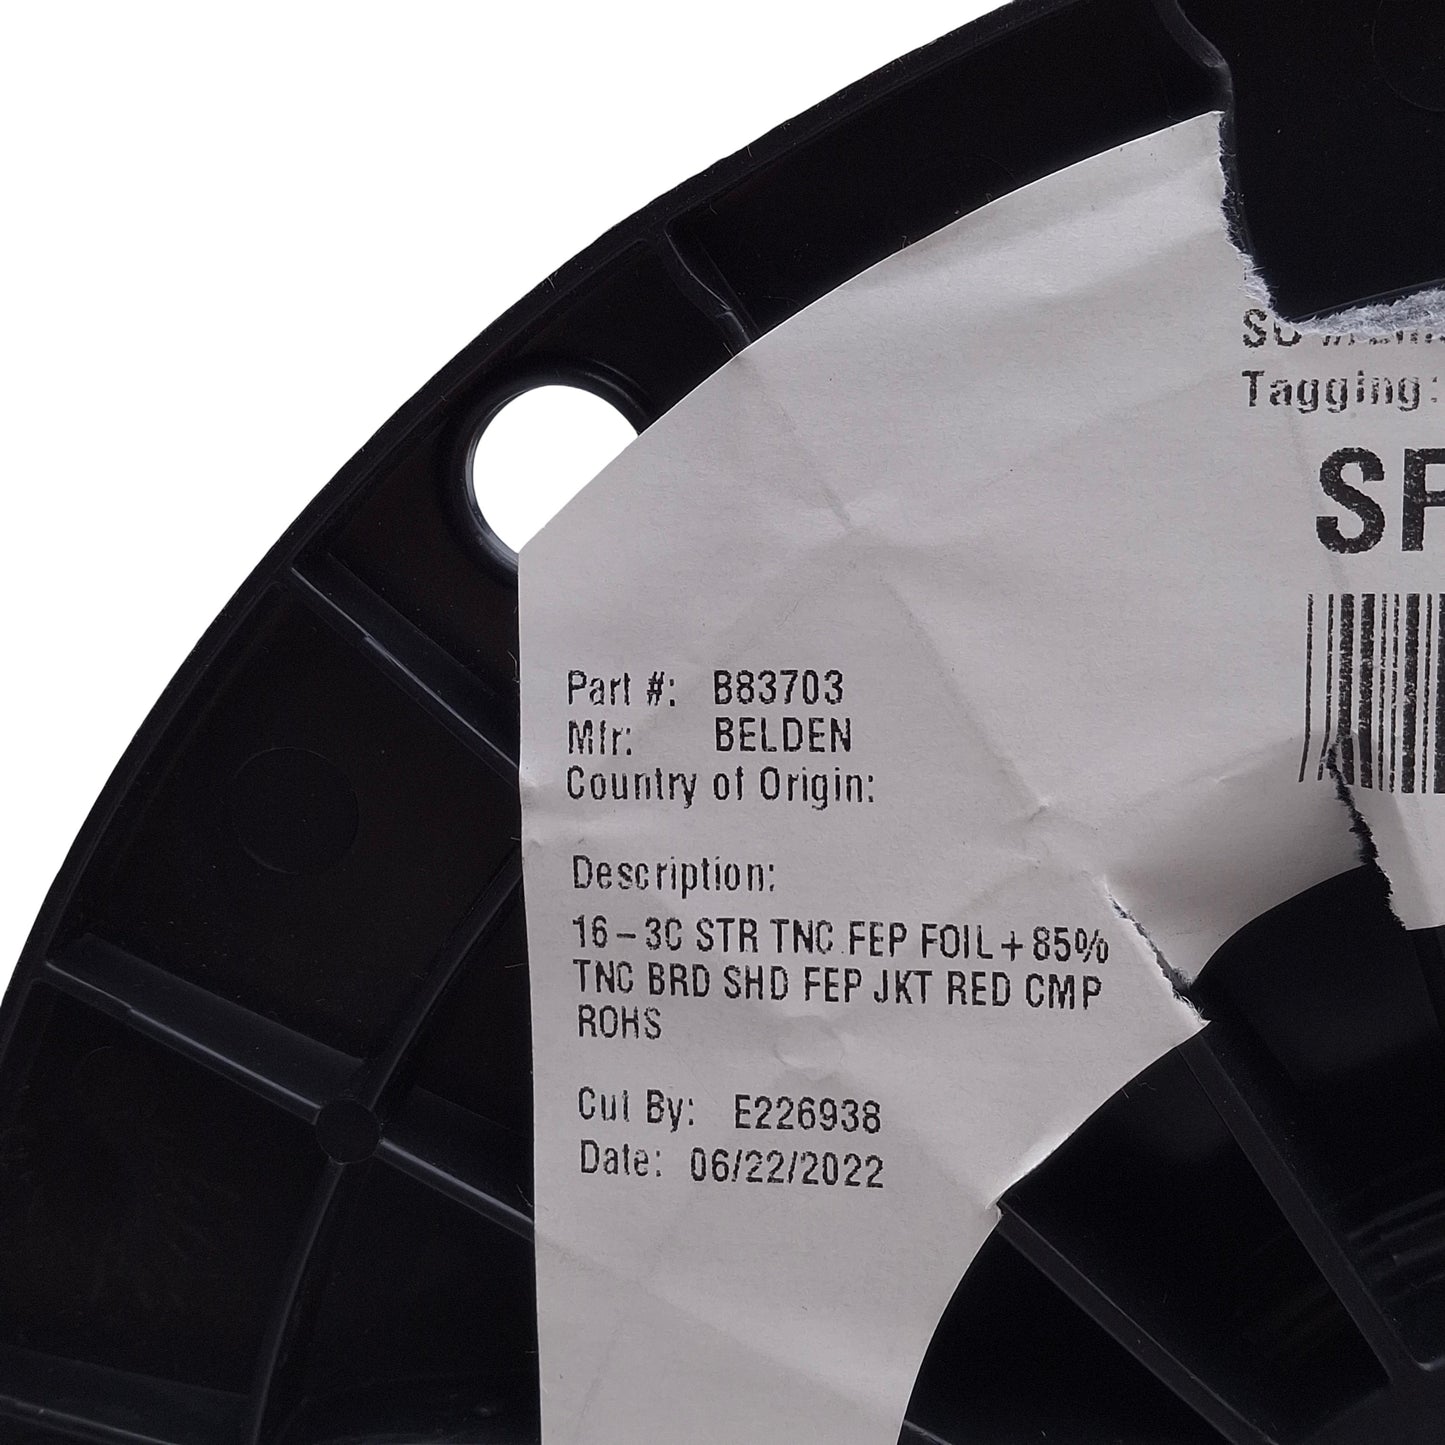 Tagging:
SP
Part #: B83703
Mfr: BELDEN
Country of Origin:
Description:
16-3C STR TNC FEP FOIL+85%
TNC BRD SHD FEP JKT RED CMP
ROHS
Cut By: E226938
Date: 06/22/2022